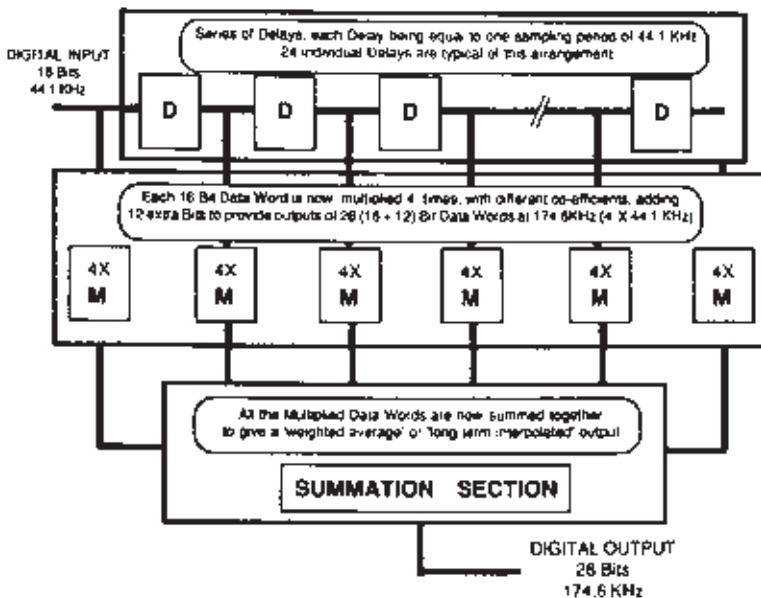 Series of Delays, each Delay being equal to one sampling period of 44.1 KHz
24 individual Delays are typical of this arrangement
DIGITAL INPUT
16 Bits
44.1 KHz
D D D D
Each 16 Bit Data Word is now multiplied 4 times, with different co-efficients, adding
12 extra Bits to provide outputs of 28 (16 + 12) Bit Data Words at 174.6KHz (4 X 44.1 KHz)
4X 4X 4X 4X 4X 4X
M M M M M M
All the Multiplied Data Words are now summed together
to give a 'weighted average' or 'long term interpolated' output
SUMMATION SECTION
DIGITAL OUTPUT
28 Bits
174.6 KHz